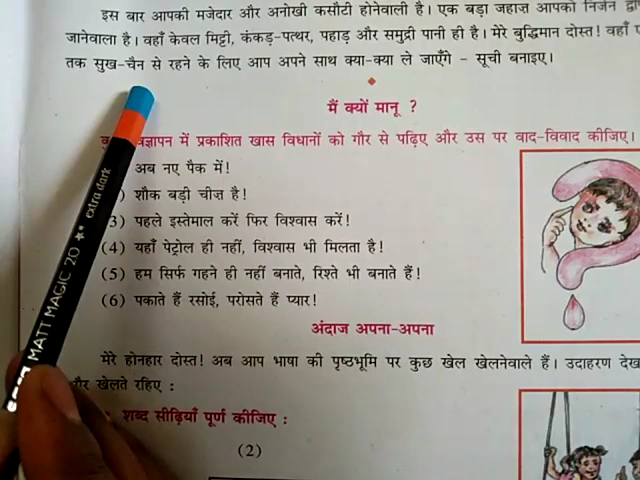 इस बार आपकी मजेदार और अनोखी कसौटी होनेवाली है। एक बड़ा जहाज़ आपको निर्जन
जानेवाला है। वहाँ केवल मिट्टी, कंकड़-पत्थर, पहाड़ और समुद्री पानी ही है। मेरे बुद्धिमान दोस्त! वहाँ
तक सुख-चैन से रहने के लिए आप अपने साथ क्या-क्या ले जाएँगे - सूची बनाइए।
मैं क्यों मानू ?
में प्रकाशित खास विधानों को गौर से पढ़िए और उस पर वाद-विवाद कीजिए।
अब नए पैक में!
) शौक बड़ी चीज़ है!
3) पहले इस्तेमाल करें फिर विश्वास करें!
(4) यहाँ पेट्रोल ही नहीं, विश्वास भी मिलता है!
(5) हम सिर्फ गहने ही नहीं बनाते, रिश्ते भी बनाते हैं!
(6) पकाते हैं रसोई, परोसते हैं प्यार!
अंदाज अपना-अपना
मेरे होनहार दोस्त! अब आप भाषा की पृष्ठभूमि पर कुछ खेल खेलनेवाले हैं। उदाहरण
और खेलते रहिए :
शब्द सीढ़ियाँ पूर्ण कीजिए :
(2)
MATT MAGIC 2.0 ★★ extra dark